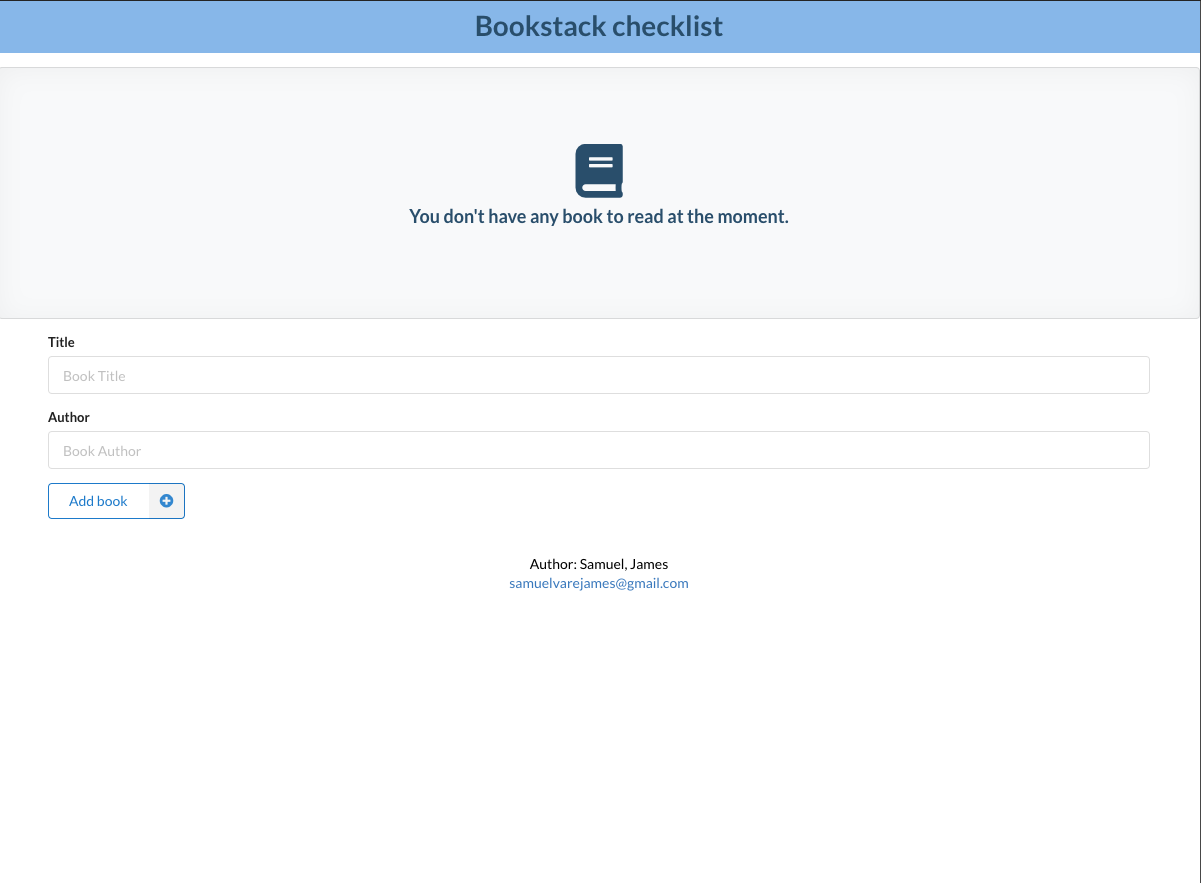 Bookstack checklist
You don't have any book to read at the moment.
Title
Book Title
Author
Book Author
Add book
Author: Samuel, James
samuelvarejames@gmail.com